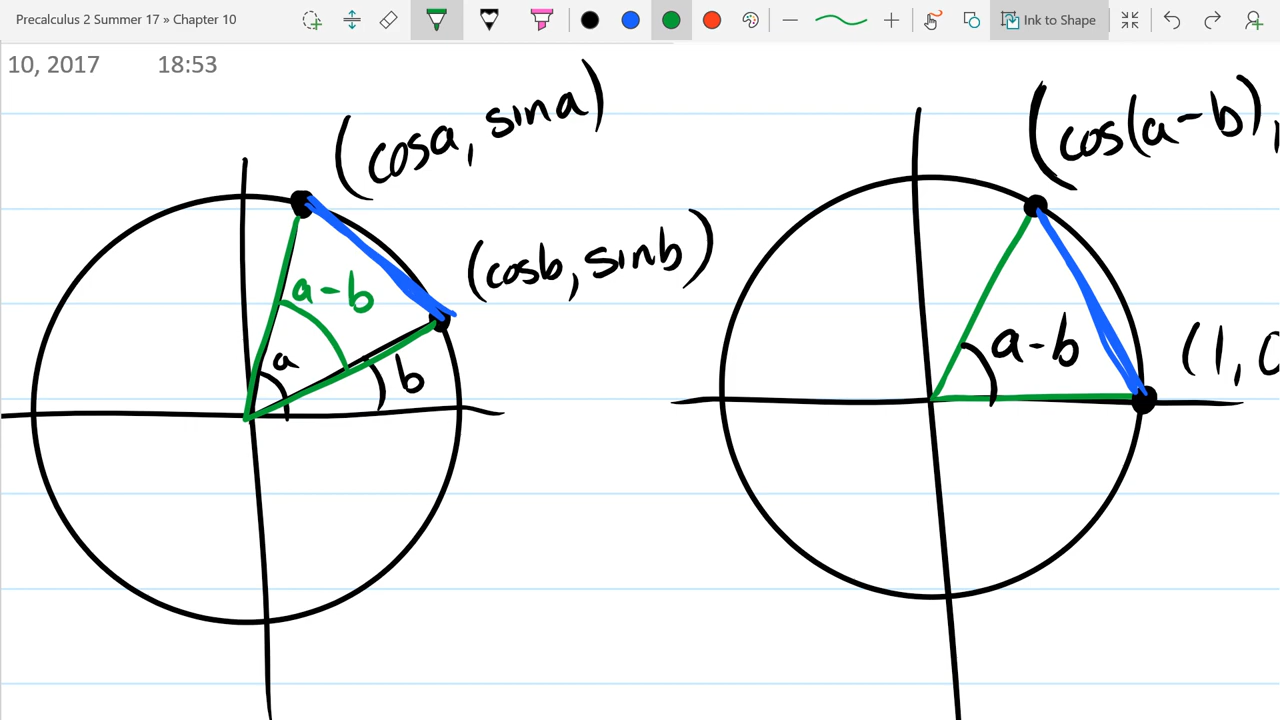 Precalculus 2 Summer 17 » Chapter 10
Ink to Shape
10, 2017 18:53
(cosa, sina)
(cosb, sinb)
a-b
a
b
(cos(a-b),
a-b
(1, 0